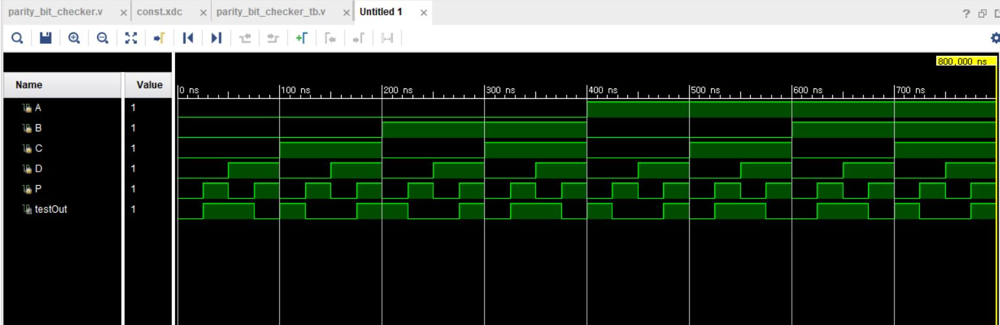 parity_bit_checker.v × const.xdc × parity_bit_checker_tb.v × Untitled 1 × ?
800,000 ns
Name Value 0 ns 100 ns 200 ns 300 ns 400 ns 500 ns 600 ns 700 ns
A 1
B 1
C 1
D 1
P 1
testOut 1